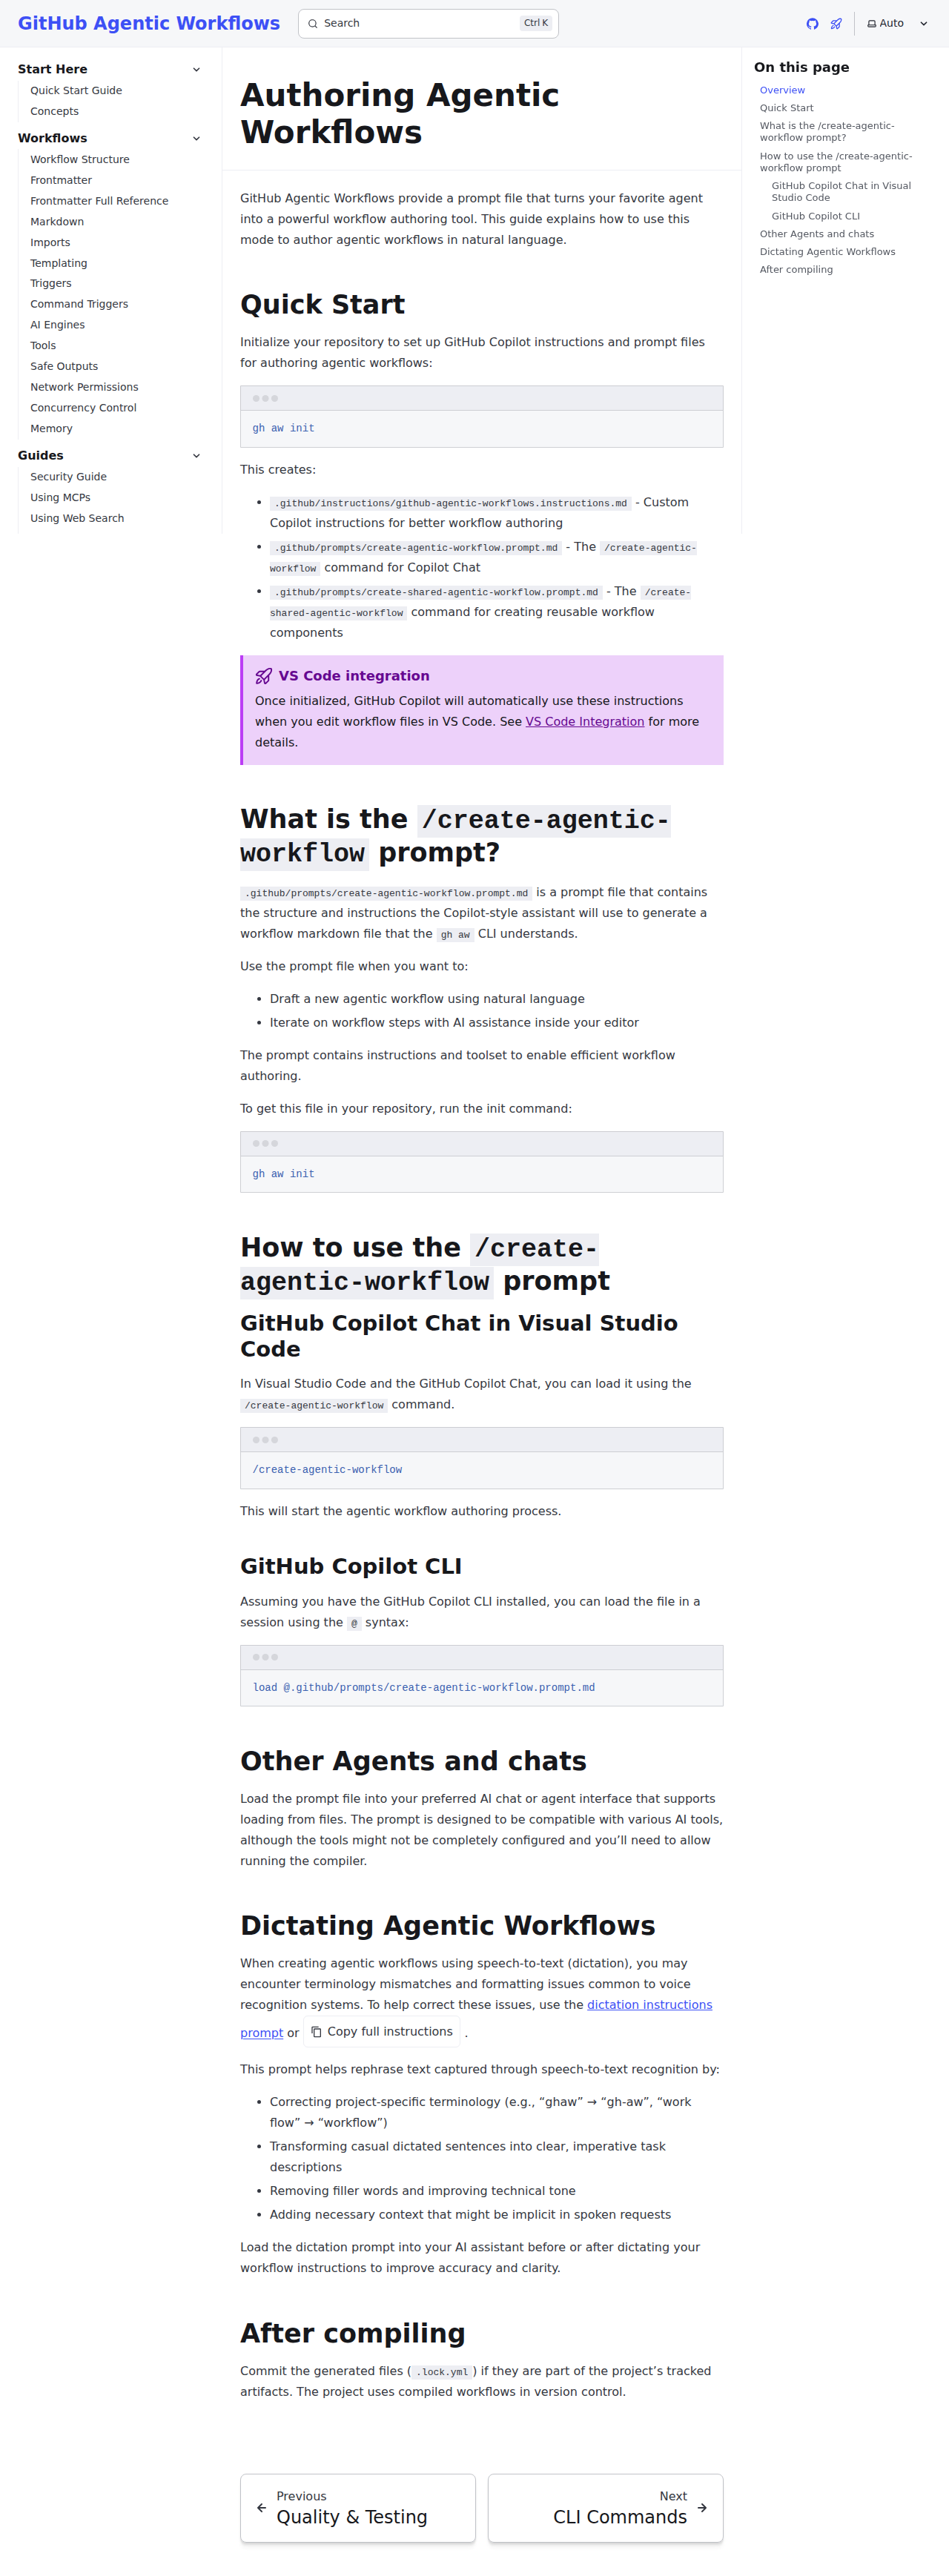 GitHub Agentic Workflows
Search
Ctrl K
Auto
Start Here
Quick Start Guide
Concepts
Workflows
Workflow Structure
Frontmatter
Frontmatter Full Reference
Markdown
Imports
Templating
Triggers
Command Triggers
AI Engines
Tools
Safe Outputs
Network Permissions
Concurrency Control
Memory
Guides
Security Guide
Using MCPs
Using Web Search
Authoring Agentic
Workflows
GitHub Agentic Workflows provide a prompt file that turns your favorite agent
into a powerful workflow authoring tool. This guide explains how to use this
mode to author agentic workflows in natural language.
Quick Start
Initialize your repository to set up GitHub Copilot instructions and prompt files
for authoring agentic workflows:
gh aw init
This creates:
• .github/instructions/github-agentic-workflows.instructions.md - Custom
Copilot instructions for better workflow authoring
• .github/prompts/create-agentic-workflow.prompt.md - The /create-agentic-
workflow command for Copilot Chat
• .github/prompts/create-shared-agentic-workflow.prompt.md - The /create-
shared-agentic-workflow command for creating reusable workflow
components
VS Code integration
Once initialized, GitHub Copilot will automatically use these instructions
when you edit workflow files in VS Code. See VS Code Integration for more
details.
What is the /create-agentic-
workflow prompt?
.github/prompts/create-agentic-workflow.prompt.md is a prompt file that contains
the structure and instructions the Copilot-style assistant will use to generate a
workflow markdown file that the gh aw CLI understands.
Use the prompt file when you want to:
• Draft a new agentic workflow using natural language
• Iterate on workflow steps with AI assistance inside your editor
The prompt contains instructions and toolset to enable efficient workflow
authoring.
To get this file in your repository, run the init command:
gh aw init
How to use the /create-
agentic-workflow prompt
GitHub Copilot Chat in Visual Studio
Code
In Visual Studio Code and the GitHub Copilot Chat, you can load it using the
/create-agentic-workflow command.
/create-agentic-workflow
This will start the agentic workflow authoring process.
GitHub Copilot CLI
Assuming you have the GitHub Copilot CLI installed, you can load the file in a
session using the @ syntax:
load @.github/prompts/create-agentic-workflow.prompt.md
Other Agents and chats
Load the prompt file into your preferred AI chat or agent interface that supports
loading from files. The prompt is designed to be compatible with various AI tools,
although the tools might not be completely configured and you’ll need to allow
running the compiler.
Dictating Agentic Workflows
When creating agentic workflows using speech-to-text (dictation), you may
encounter terminology mismatches and formatting issues common to voice
recognition systems. To help correct these issues, use the dictation instructions
prompt or Copy full instructions .
This prompt helps rephrase text captured through speech-to-text recognition by:
• Correcting project-specific terminology (e.g., “ghaw” → “gh-aw”, “work
flow” → “workflow”)
• Transforming casual dictated sentences into clear, imperative task
descriptions
• Removing filler words and improving technical tone
• Adding necessary context that might be implicit in spoken requests
Load the dictation prompt into your AI assistant before or after dictating your
workflow instructions to improve accuracy and clarity.
After compiling
Commit the generated files (.lock.yml) if they are part of the project’s tracked
artifacts. The project uses compiled workflows in version control.
Previous
Quality & Testing
Next
CLI Commands
On this page
Overview
Quick Start
What is the /create-agentic-
workflow prompt?
How to use the /create-agentic-
workflow prompt
GitHub Copilot Chat in Visual
Studio Code
GitHub Copilot CLI
Other Agents and chats
Dictating Agentic Workflows
After compiling